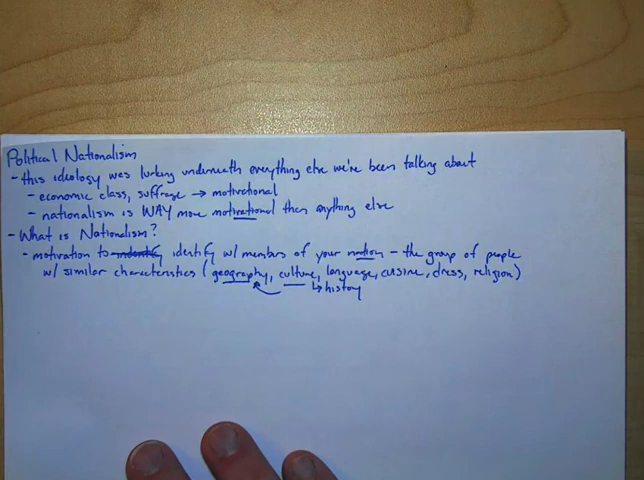 Political Nationalism
- this ideology was lurking underneath everything else we've been talking about
- economic class, suffrage → motivational
- nationalism is WAY more motivational than anything else
- What is Nationalism?
- motivation to indentify identify w/ members of your nation - the group of people
w/ similar characteristics (geography, culture, language, cuisine, dress, religion)
↳ history